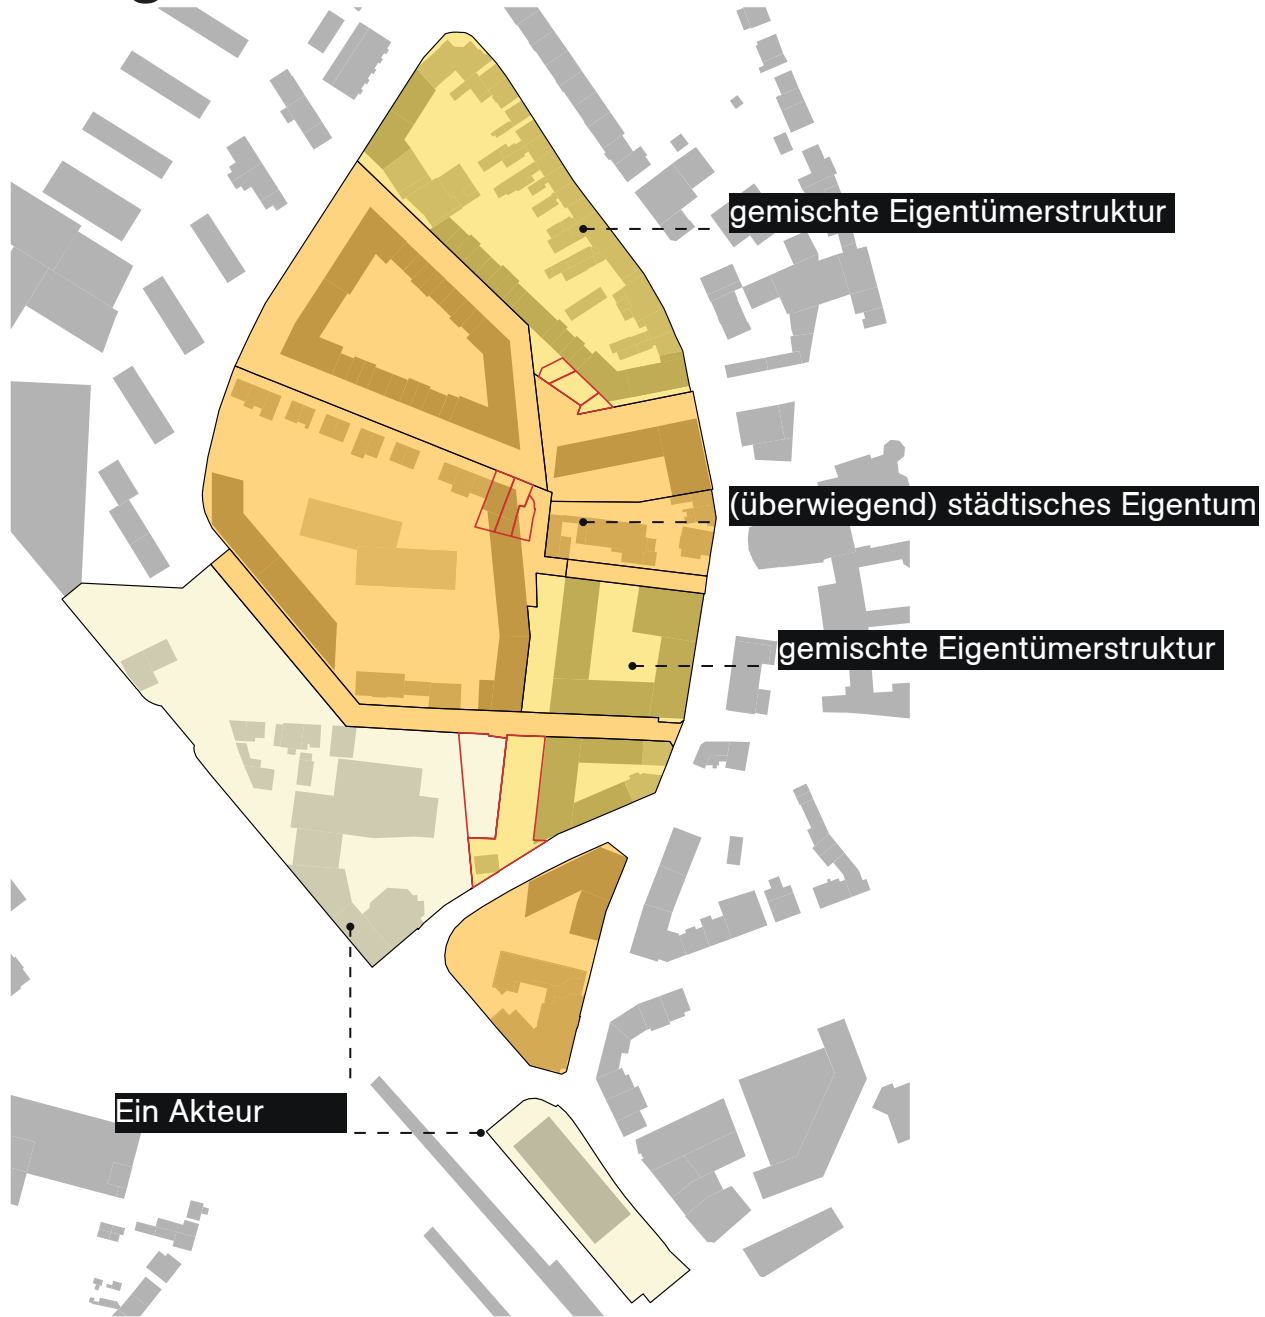 gemischte Eigentümerstruktur
(überwiegend) städtisches Eigentum
gemischte Eigentümerstruktur
Ein Akteur